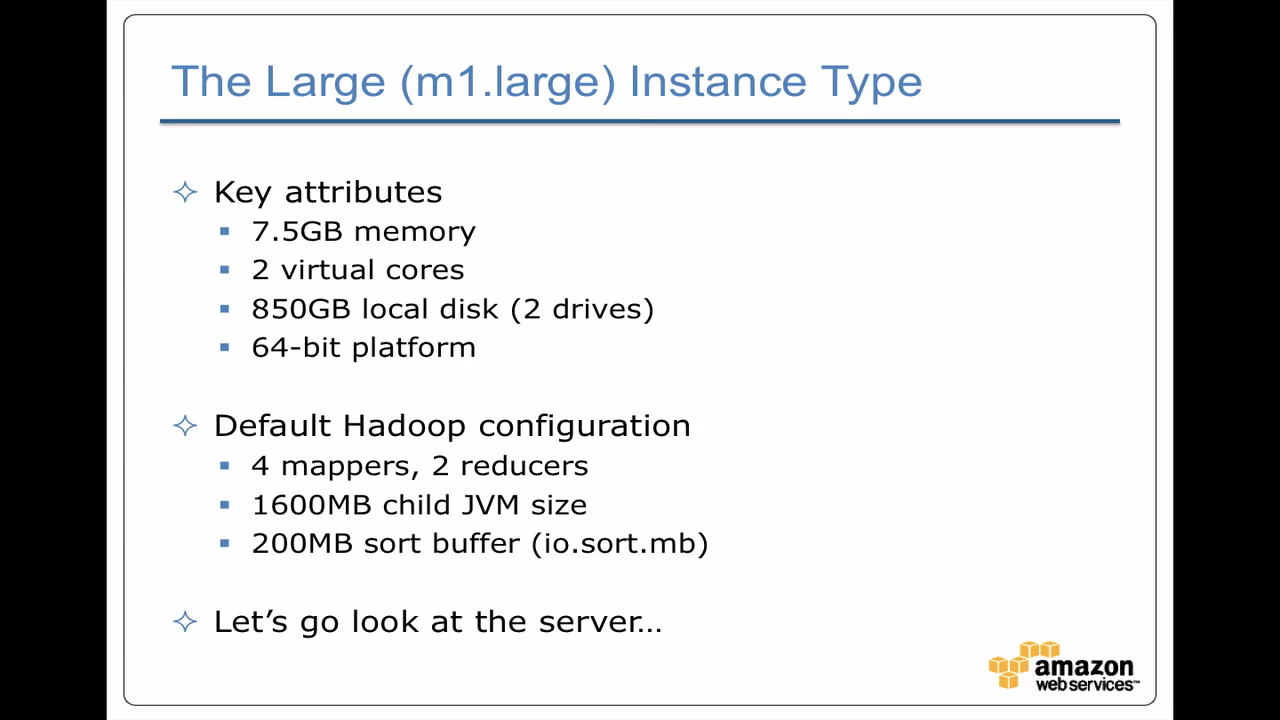 The Large (m1.large) Instance Type
Key attributes
7.5GB memory
2 virtual cores
850GB local disk (2 drives)
64-bit platform
Default Hadoop configuration
4 mappers, 2 reducers
1600MB child JVM size
200MB sort buffer (io.sort.mb)
Let’s go look at the server…
amazon
web services™